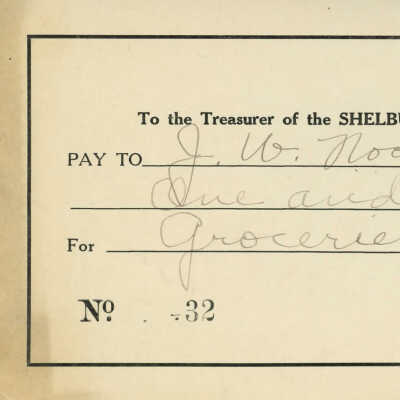 To the Treasurer of the SHELBU
PAY TO J. W. Noo
One and
For Grocerie
No. 32